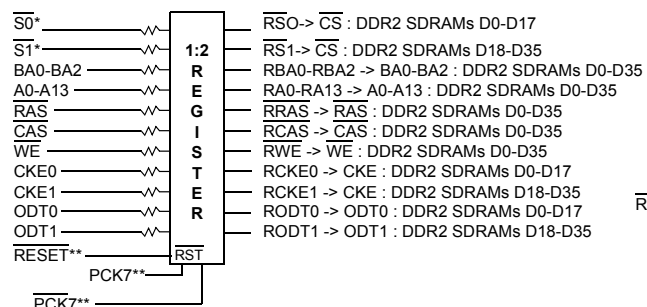 S0* RSO-> CS : DDR2 SDRAMs D0-D17
S1* 1:2 RS1-> CS : DDR2 SDRAMs D18-D35
BA0-BA2 R RBA0-RBA2 -> BA0-BA2 : DDR2 SDRAMs D0-D35
A0-A13 E RA0-RA13 -> A0-A13 : DDR2 SDRAMs D0-D35
RAS G RRAS -> RAS : DDR2 SDRAMs D0-D35
CAS I RCAS -> CAS : DDR2 SDRAMs D0-D35
WE S RWE -> WE : DDR2 SDRAMs D0-D35
CKE0 T RCKE0 -> CKE : DDR2 SDRAMs D0-D17
CKE1 E RCKE1 -> CKE : DDR2 SDRAMs D18-D35 R
ODT0 R RODT0 -> ODT0 : DDR2 SDRAMs D0-D17
ODT1 RODT1 -> ODT1 : DDR2 SDRAMs D18-D35
RESET** RST
PCK7**
PCK7**